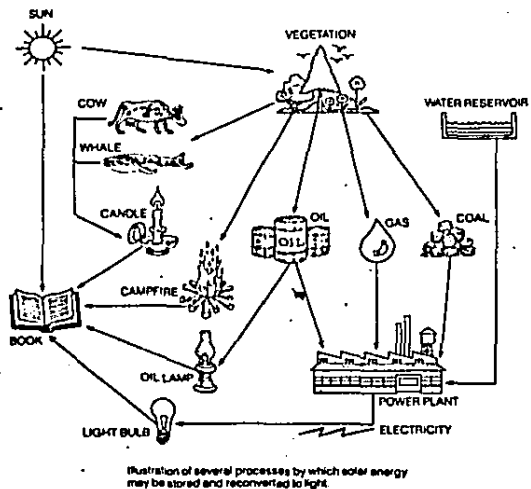 SUN
VEGETATION
COW
WATER RESERVOIR
WHALE
CANDLE
OIL
OIL
GAS
COAL
CAMPFIRE
BOOK
OIL LAMP
POWER PLANT
LIGHT BULB
ELECTRICITY
Illustration of several processes by which solar energy
may be stored and reconverted to light.